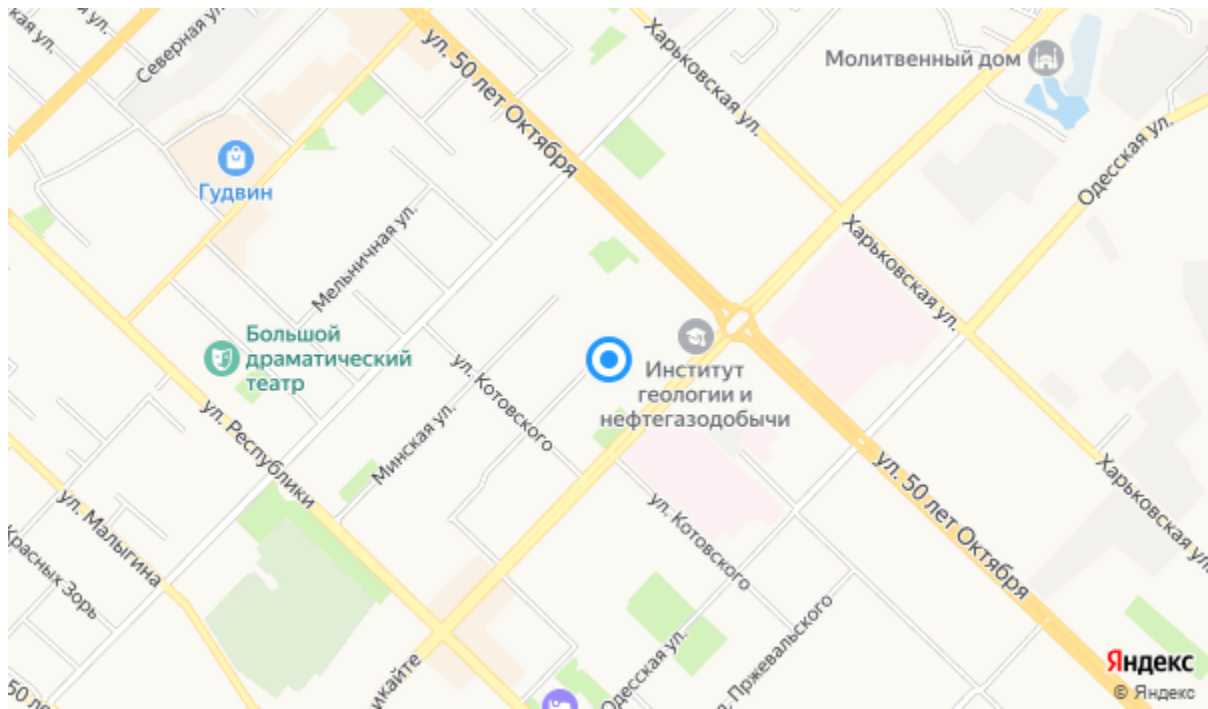 Северная ул.
ул. 50 лет Октября
Харьковская ул.
Молитвенный дом
Одесская ул.
Гудвин
Мельничная ул.
Харьковская ул.
Большой
драматический
театр
ул. Котовского
Институт
геологии и
нефтегазодобычи
Минская ул.
ул. Республики
ул. Малыгина
Красных Зорь
ул. Котовского
ул. 50 лет Октября
Харьковская ул.
Одесская ул.
Пржевальского
Яндекс
© Яндекс